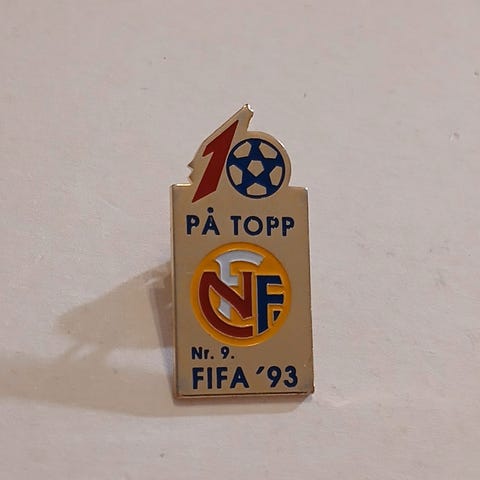 10
PÅ TOPP
NFF
Nr. 9.
FIFA '93